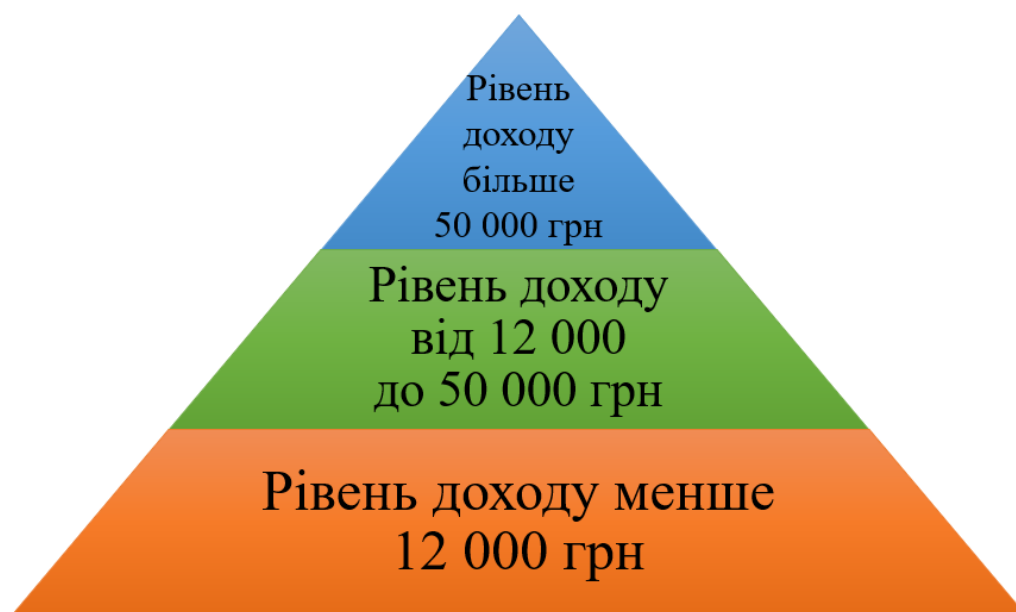 Рівень
доходу
більше
50 000 грн
Рівень доходу
від 12 000
до 50 000 грн
Рівень доходу менше
12 000 грн